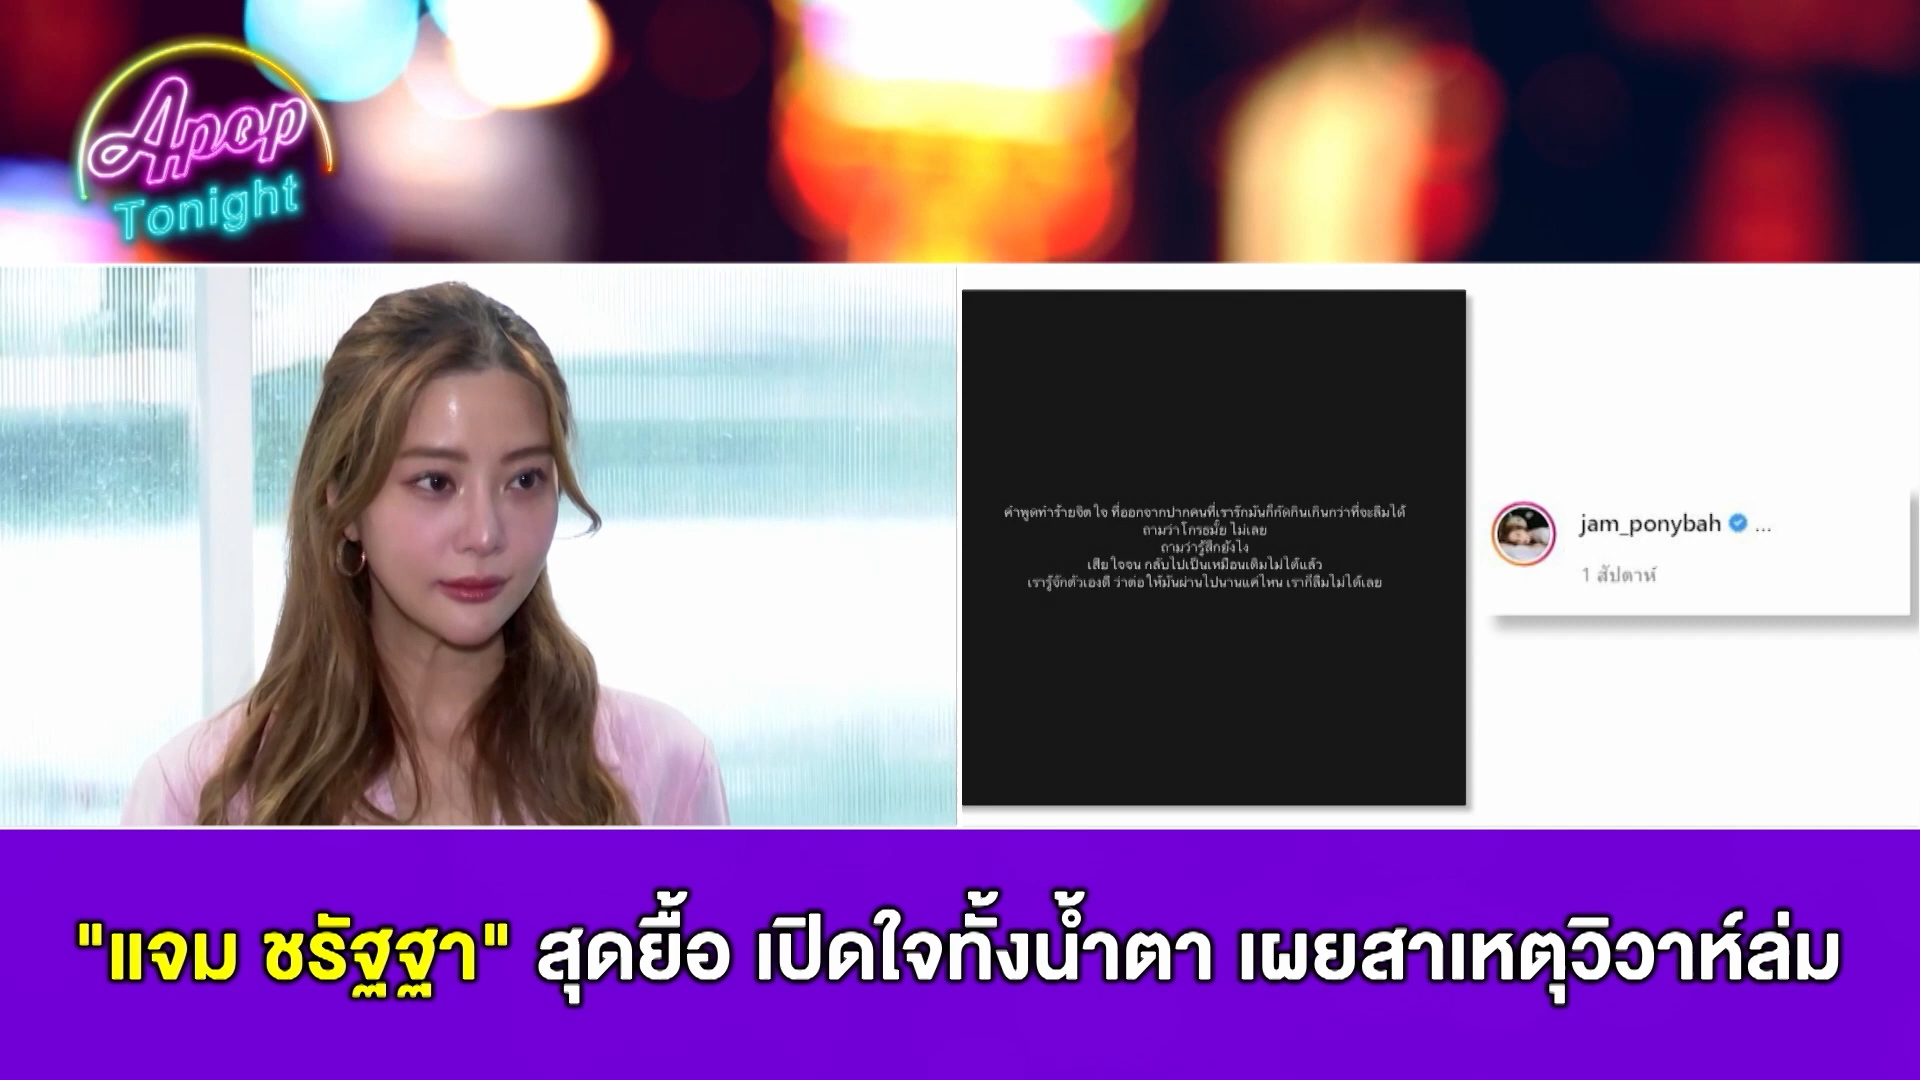 Apop
Tonight
คำพูดทำร้ายจิตใจ ที่ออกจากปากคนที่เรารักมันก็กัดกินเกินกว่าที่จะลืมได้
ถามว่าโกรธมั้ย ไม่เลย
ถามว่ารู้สึกยังไง
เสียใจจน กลับไปเป็นเหมือนเดิมไม่ได้แล้ว
เรารู้จักตัวเองดี ว่าต่อให้มันผ่านไปนานแค่ไหน เราก็ลืมไม่ได้เลย
jam_ponybah ...
1 สัปดาห์
"แจม ชรัฐฐา" สุดยื้อ เปิดใจทั้งน้ำตา เผยสาเหตุวิวาห์ล่ม